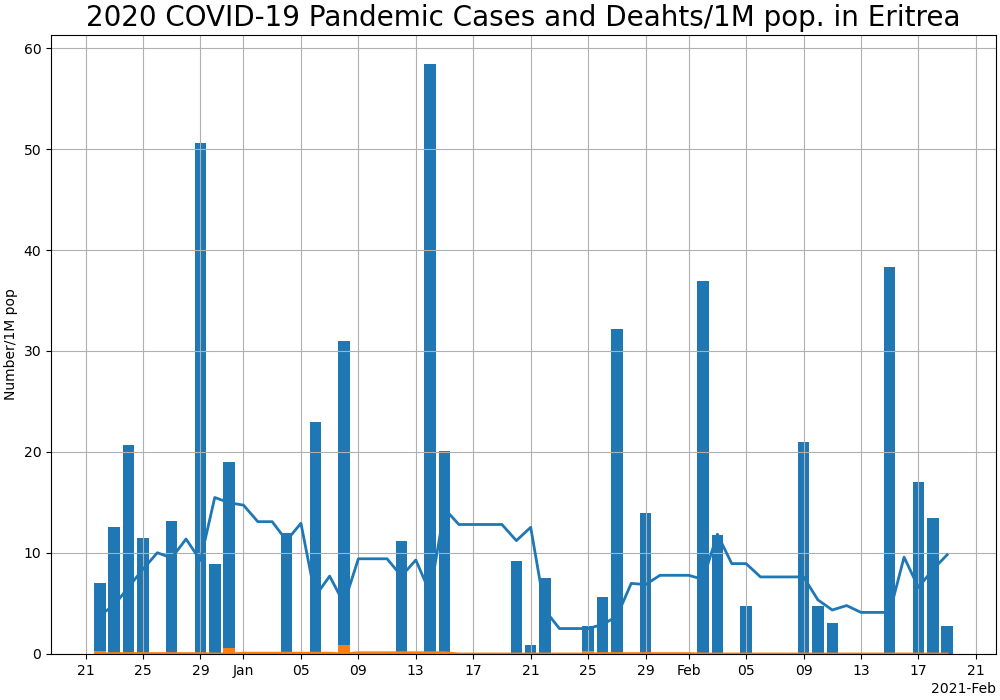 2020 COVID-19 Pandemic Cases and Deahts/1M pop. in Eritrea
60
50
40
30
20
10
0
Number/1M pop
21 25 29 Jan 05 09 13 17 21 25 29 Feb 05 09 13 17 21
2021-Feb